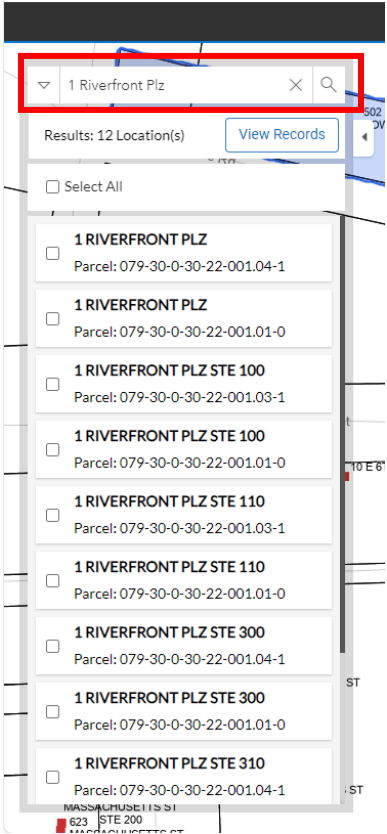 1 Riverfront Plz
502
Results: 12 Location(s)
View Records
Rd
Select All
1 RIVERFRONT PLZ
Parcel: 079-30-0-30-22-001.04-1
1 RIVERFRONT PLZ
Parcel: 079-30-0-30-22-001.01-0
1 RIVERFRONT PLZ STE 100
Parcel: 079-30-0-30-22-001.03-1
1 RIVERFRONT PLZ STE 100
Parcel: 079-30-0-30-22-001.01-0
10 E 6T
1 RIVERFRONT PLZ STE 110
Parcel: 079-30-0-30-22-001.03-1
1 RIVERFRONT PLZ STE 110
Parcel: 079-30-0-30-22-001.01-0
1 RIVERFRONT PLZ STE 300
Parcel: 079-30-0-30-22-001.04-1
ST
1 RIVERFRONT PLZ STE 300
Parcel: 079-30-0-30-22-001.01-0
1 RIVERFRONT PLZ STE 310
Parcel: 079-30-0-30-22-001.04-1
ST
MASSACHUSETTS ST
623 STE 200
MASSACHUSETTS ST